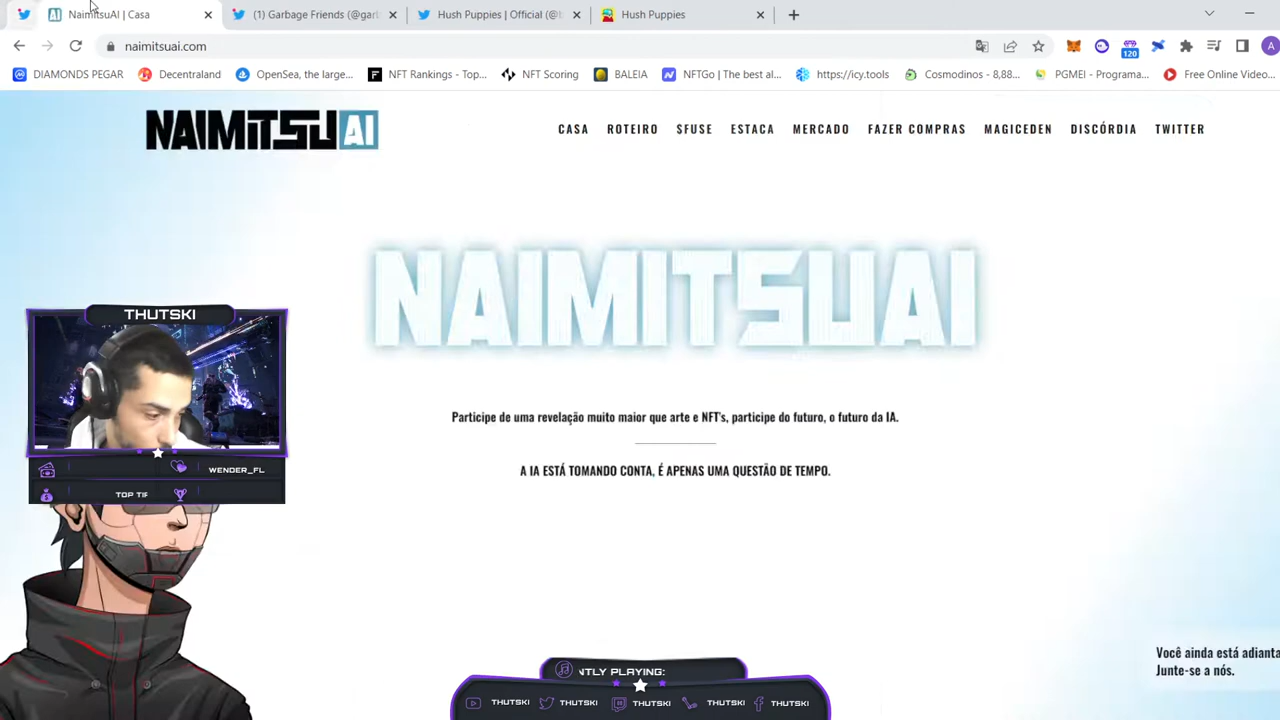 NaimitsuAI | Casa
(1) Garbage Friends (@garb
Hush Puppies | Official (@b
Hush Puppies
naimitsuai.com
120
A
DIAMONDS PEGAR
Decentraland
OpenSea, the large...
NFT Rankings - Top...
NFT Scoring
BALEIA
NFTGo | The best al...
https://icy.tools
Cosmodinos - 8,88...
PGMEI - Programa...
Free Online Video...
NAIMITSUAI
CASA
ROTEIRO
$FUSE
ESTACA
MERCADO
FAZER COMPRAS
MAGICEDEN
DISCÓRDIA
TWITTER
NAIMITSUAI
THUTSKI
WENDER_FL
TOP TIF
Participe de uma revelação muito maior que arte e NFT's, participe do futuro, o futuro da IA.
A IA ESTÁ TOMANDO CONTA, É APENAS UMA QUESTÃO DE TEMPO.
Você ainda está adianta
Junte-se a nós.
NTLY PLAYING:
THUTSKI
THUTSKI
THUTSKI
THUTSKI
THUTSKI